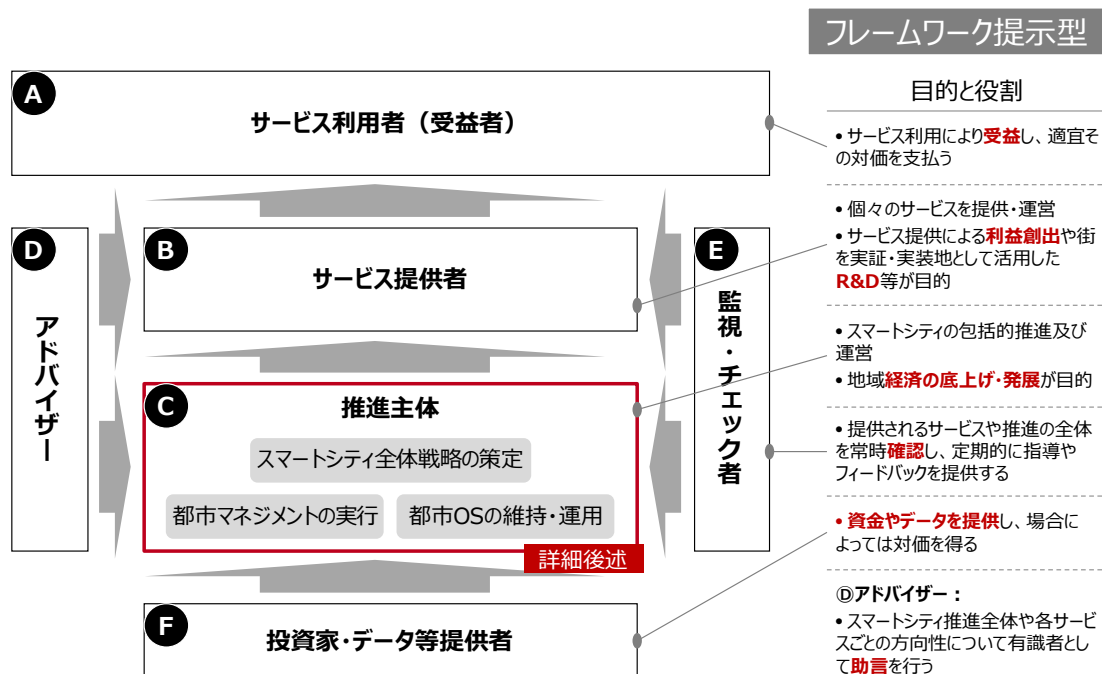 フレームワーク提示型
目的と役割
A
サービス利用者（受益者）
• サービス利用により受益し、適宜そ
の対価を支払う
D
アドバイザー
B
サービス提供者
E
監視・チェック者
• 個々のサービスを提供・運営
• サービス提供による利益創出や街
を実証・実装地として活用した
R&D等が目的
C
推進主体
スマートシティ全体戦略の策定
都市マネジメントの実行
都市OSの維持・運用
詳細後述
• スマートシティの包括的推進及び
運営
• 地域経済の底上げ・発展が目的
• 提供されるサービスや推進の全体
を常時確認し、定期的に指導や
フィードバックを提供する
F
投資家・データ等提供者
• 資金やデータを提供し、場合に
よっては対価を得る
Ⓓアドバイザー：
• スマートシティ推進全体や各サービ
スごとの方向性について有識者とし
て助言を行う